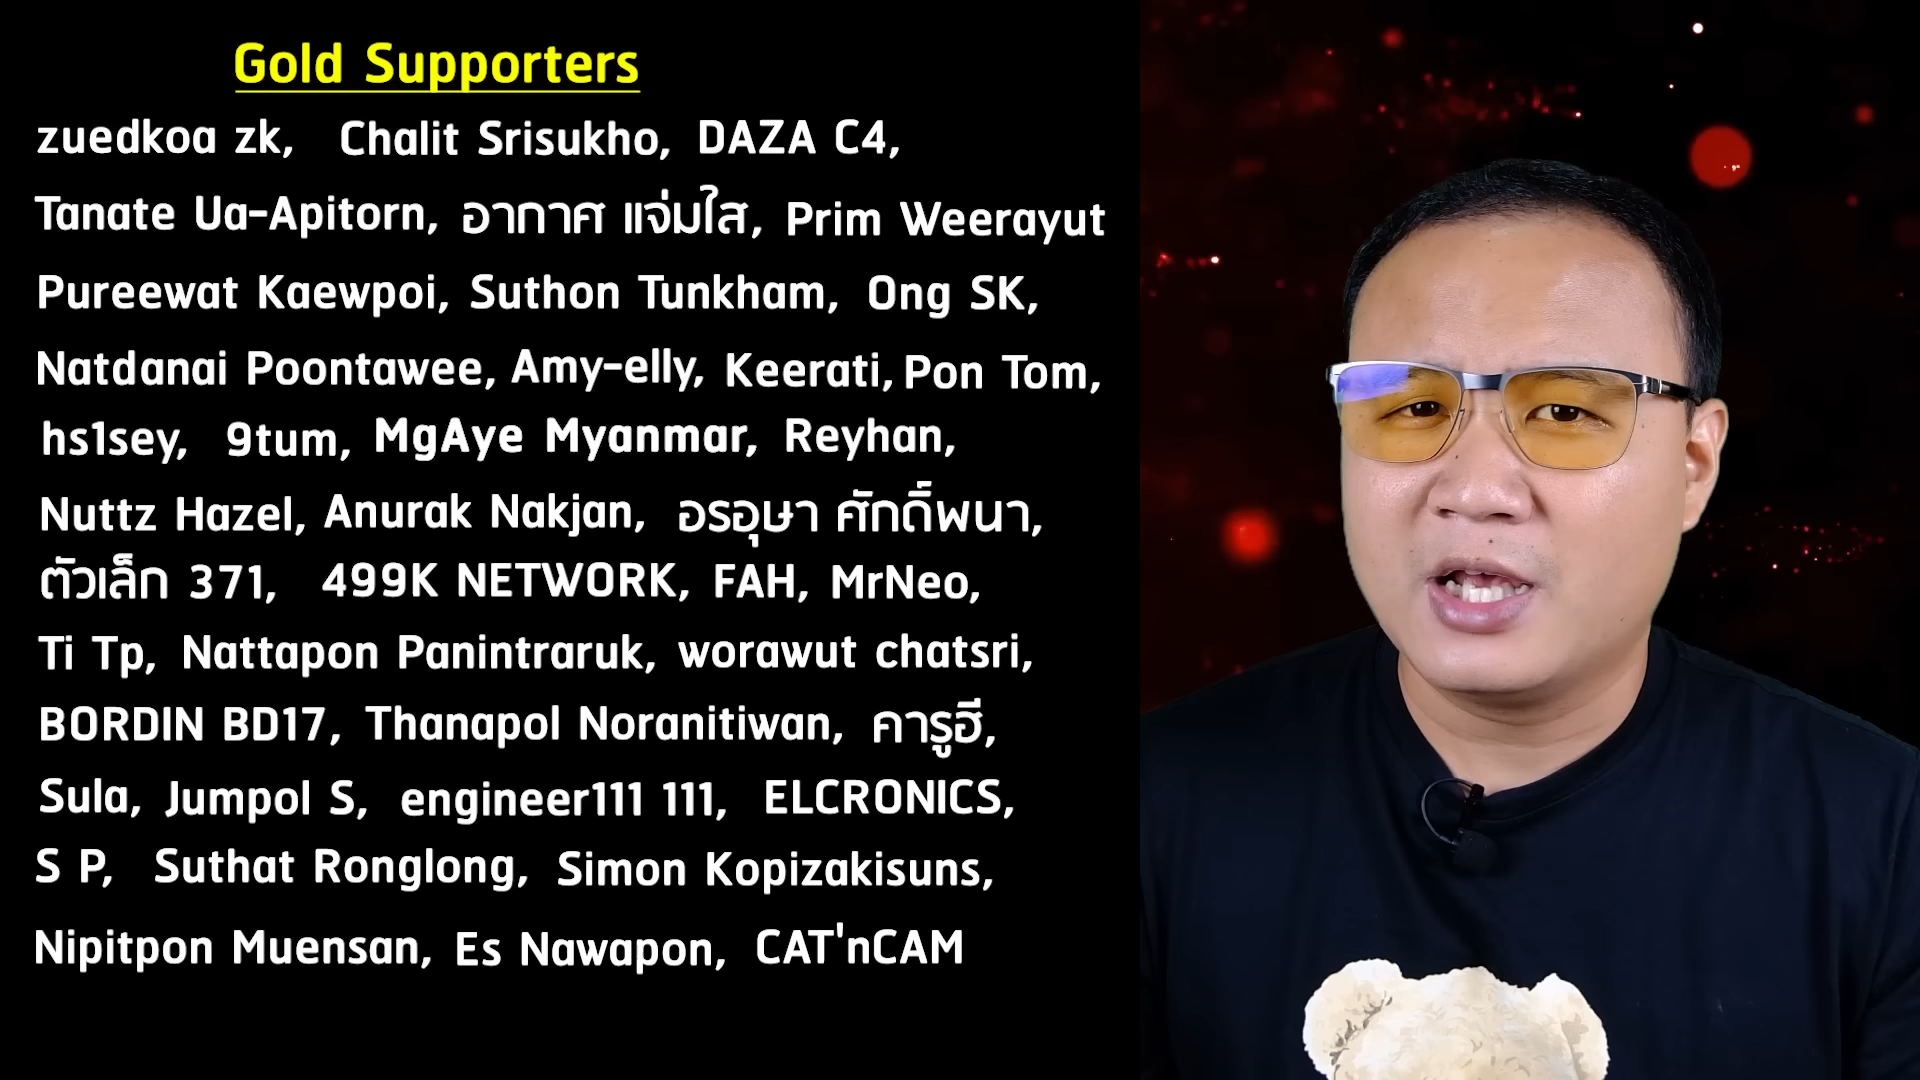 Gold Supporters
zuedkoa zk, Chalit Srisukho, DAZA C4,
Tanate Ua-Apitorn, อากาศ แจ่มใส, Prim Weerayut
Pureewat Kaewpoi, Suthon Tunkham, Ong SK,
Natdanai Poontawee, Amy-elly, Keerati, Pon Tom,
hs1sey, 9tum, MgAye Myanmar, Reyhan,
Nuttz Hazel, Anurak Nakjan, อรอุษา ศักดิ์พนา,
ตัวเล็ก 371, 499K NETWORK, FAH, MrNeo,
Ti Tp, Nattapon Panintraruk, worawut chatsri,
BORDIN BD17, Thanapol Noranitiwan, คารูฮี,
Sula, Jumpol S, engineer111 111, ELCRONICS,
S P, Suthat Ronglong, Simon Kopizakisuns,
Nipitpon Muensan, Es Nawapon, CAT'nCAM